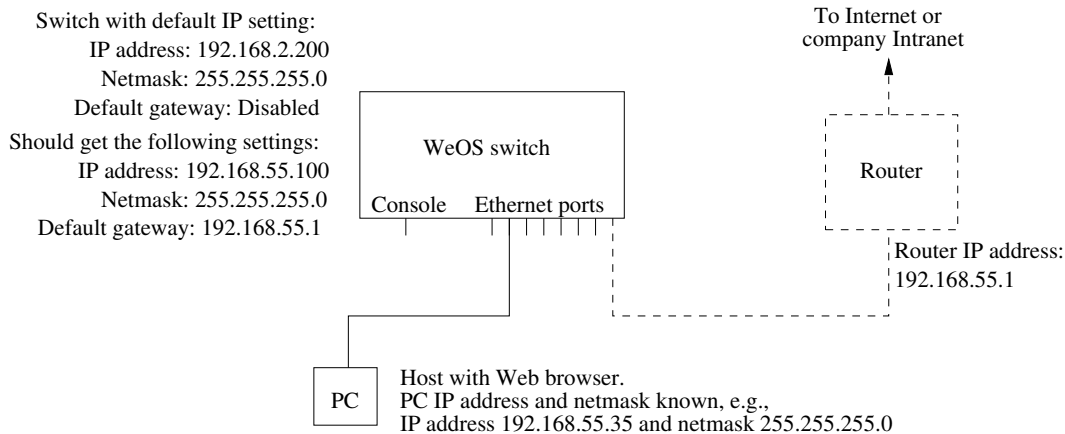 Switch with default IP setting:
IP address: 192.168.2.200
Netmask: 255.255.255.0
Default gateway: Disabled
Should get the following settings:
IP address: 192.168.55.100
Netmask: 255.255.255.0
Default gateway: 192.168.55.1
WeOS switch
Console
Ethernet ports
To Internet or
company Intranet
Router
Router IP address:
192.168.55.1
PC
Host with Web browser.
PC IP address and netmask known, e.g.,
IP address 192.168.55.35 and netmask 255.255.255.0